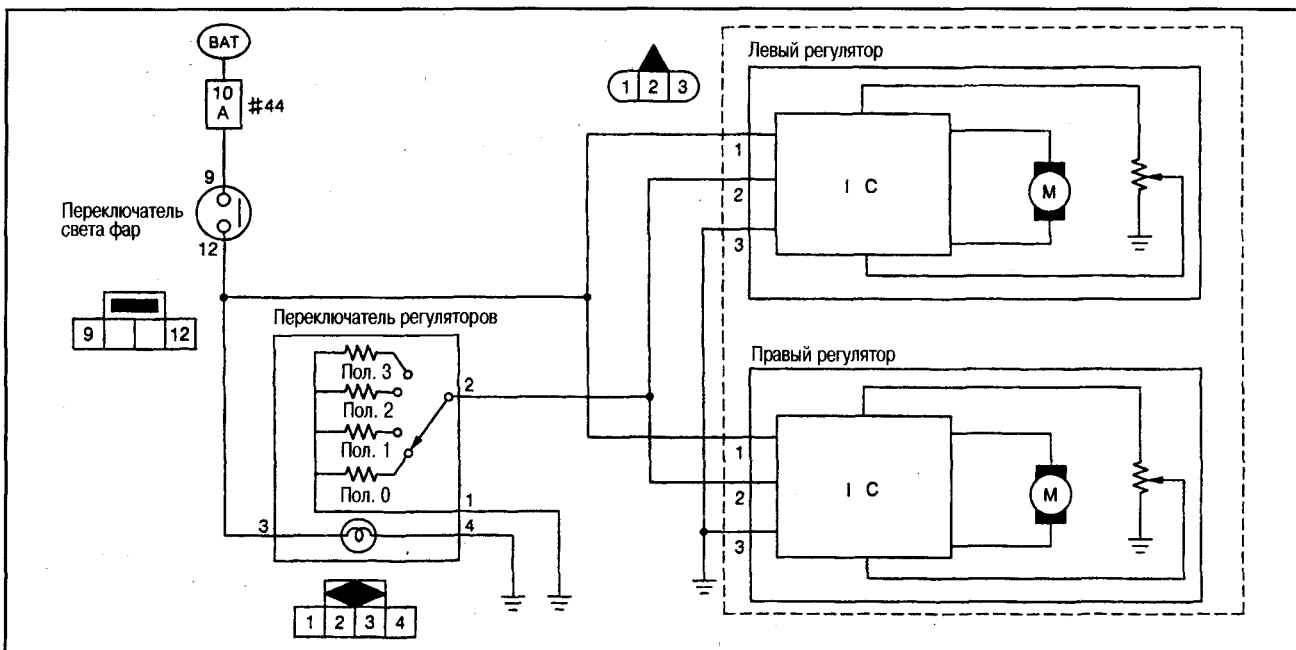 BAT
10
A
#44
9
Переключатель
света фар
12
9 12
Переключатель регуляторов
Пол. 3
Пол. 2
Пол. 1
Пол. 0
2
1
3
4
1 2 3 4
1 2 3
Левый регулятор
1
2
3
I C
M
Правый регулятор
1
2
3
I C
M